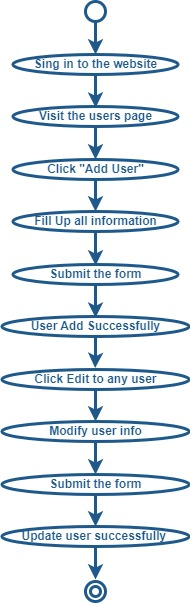 Sing in to the website
Visit the users page
Click "Add User"
Fill Up all information
Submit the form
User Add Successfully
Click Edit to any user
Modify user info
Submit the form
Update user successfully